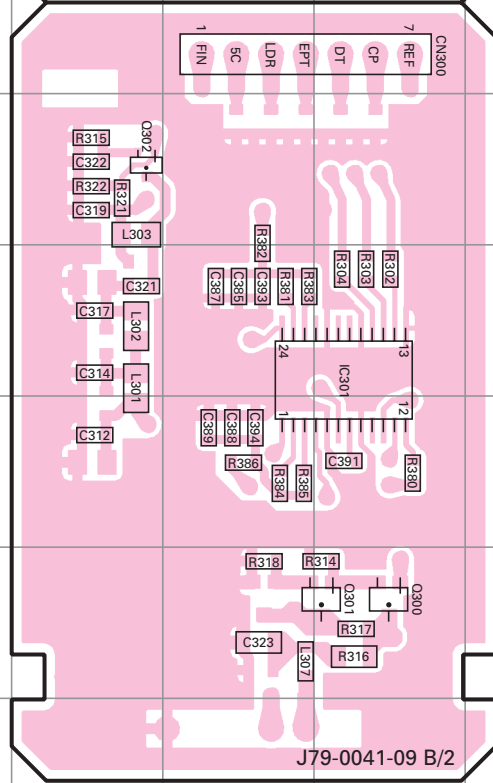 1
7
CN300
FIN
5C
LDR
EPT
DT
CP
REF
R315
Q302
C322
R322
R321
C319
L303
R382
C321
C387
C385
C393
R381
R383
R304
R303
R302
C317
L302
24
13
IC301
C314
L301
1
12
C312
C389
C388
C394
R386
C391
R384
R385
R380
R318
R314
Q301
Q300
R317
C323
L307
R316
J79-0041-09 B/2